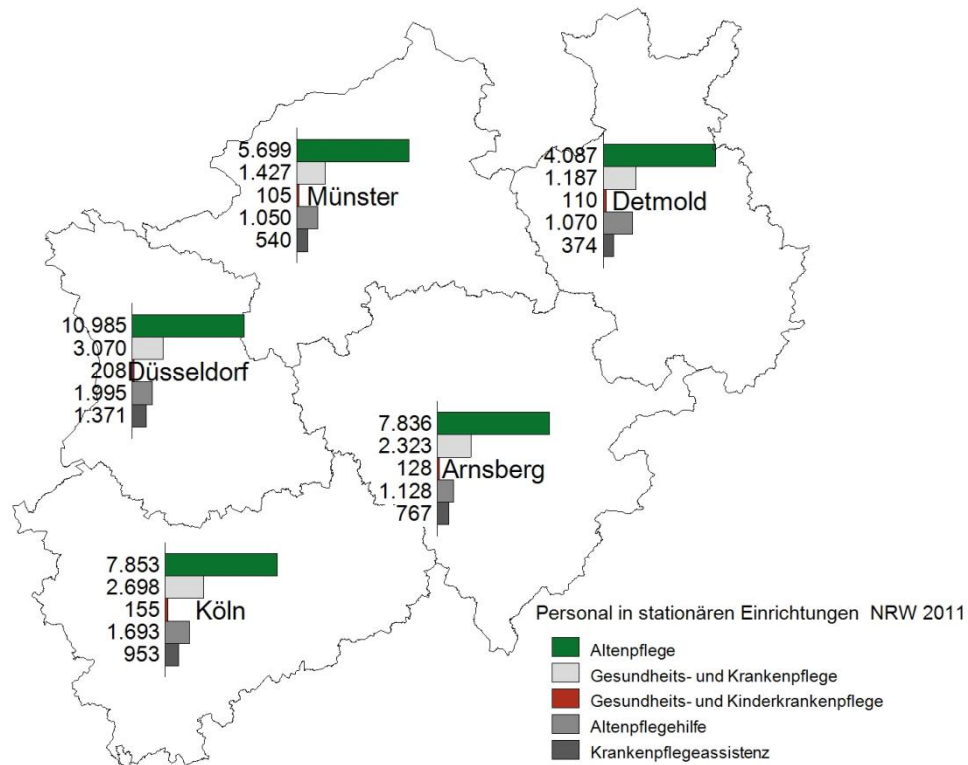 5.699
1.427
105 Münster
1.050
540
4.087
1.187
110 Detmold
1.070
374
10.985
3.070
208 Düsseldorf
1.995
1.371
7.836
2.323
128 Arnsberg
1.128
767
7.853
2.698
155 Köln
1.693
953
Personal in stationären Einrichtungen NRW 2011
Altenpflege
Gesundheits- und Krankenpflege
Gesundheits- und Kinderkrankenpflege
Altenpflegehilfe
Krankenpflegeassistenz